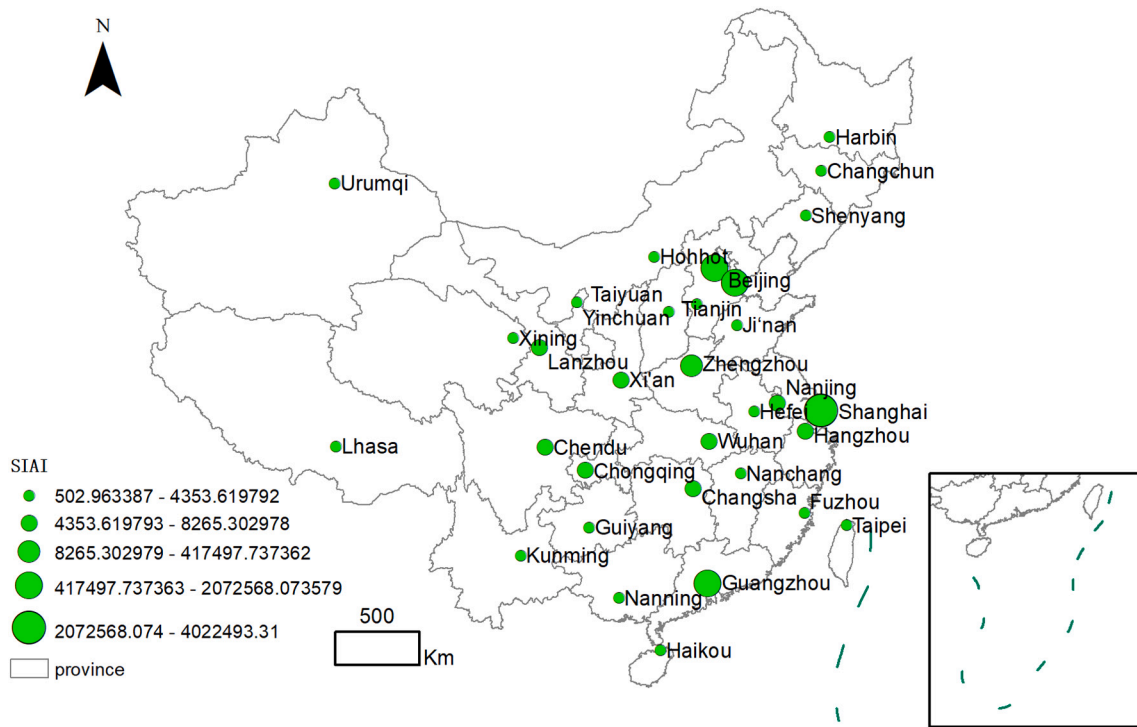 N
Harbin
Changchun
Urumqi
Shenyang
Hohhot
Beijing
Taiyuan
Tianjin
Yinchuan
Ji'nan
Xining
Lanzhou
Zhengzhou
Xi'an
Nanjing
Hefei
Shanghai
Hangzhou
Lhasa
Chendu
Wuhan
Chongqing
Nanchang
Changsha
Fuzhou
Guiyang
Taipei
Kunming
Guangzhou
Nanning
Haikou
SIAI
502.963387 - 4353.619792
4353.619793 - 8265.302978
8265.302979 - 417497.737362
417497.737363 - 2072568.073579
2072568.074 - 4022493.31
province
500
Km